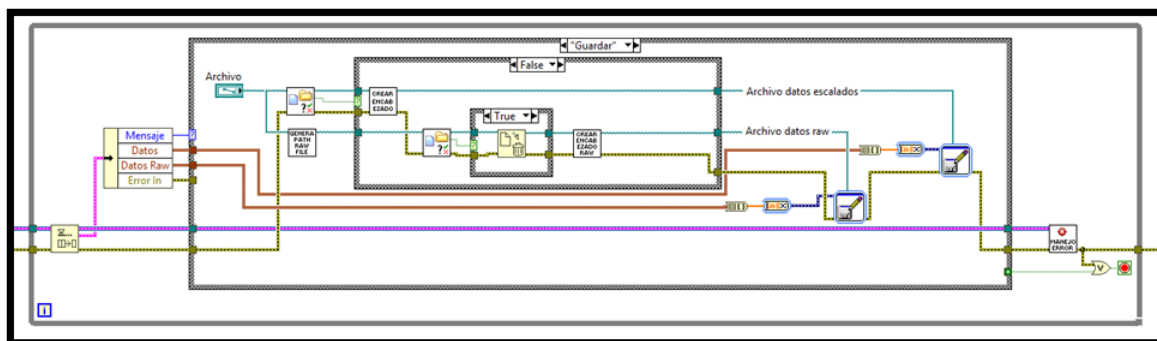 "Guardar"
False
Archivo
CREAR
ENCAB
EZADO
Archivo datos escalados
True
GENERA
PATH
RAW
FILE
CREAR
ENCAB
EZADO
RAW
Archivo datos raw
Mensaje
Datos
Datos Raw
Error In
MANEJO
ERROR
i